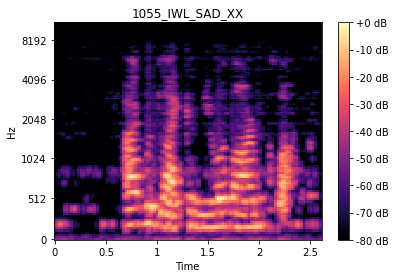 1055_IWL_SAD_XX
+0 dB
8192
-10 dB
4096
-20 dB
-30 dB
2048
Hz
-40 dB
1024
-50 dB
512
-60 dB
-70 dB
0
-80 dB
0 0.5 1 1.5 2 2.5
Time